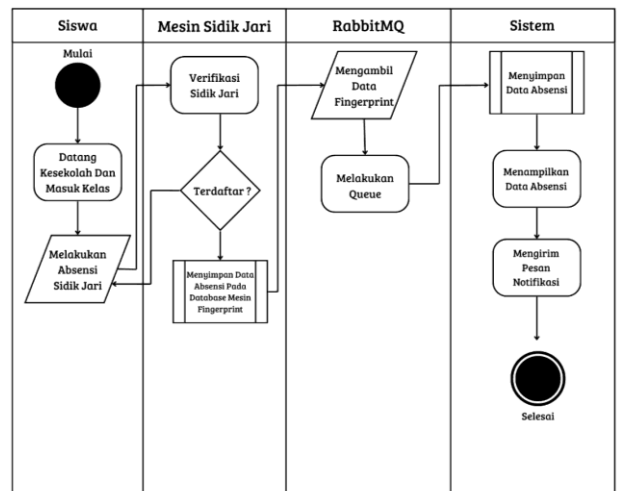 Siswa
Mesin Sidik Jari
RabbitMQ
Sistem
Mulai
Datang
Kesekolah Dan
Masuk Kelas
Melakukan
Absensi
Sidik Jari
Verifikasi
Sidik Jari
Terdaftar ?
Menyimpan Data
Absensi Pada
Database Mesin
Fingerprint
Mengambil
Data
Fingerprint
Melakukan
Queue
Menyimpan
Data Absensi
Menampilkan
Data Absensi
Mengirim
Pesan
Notifikasi
Selesai